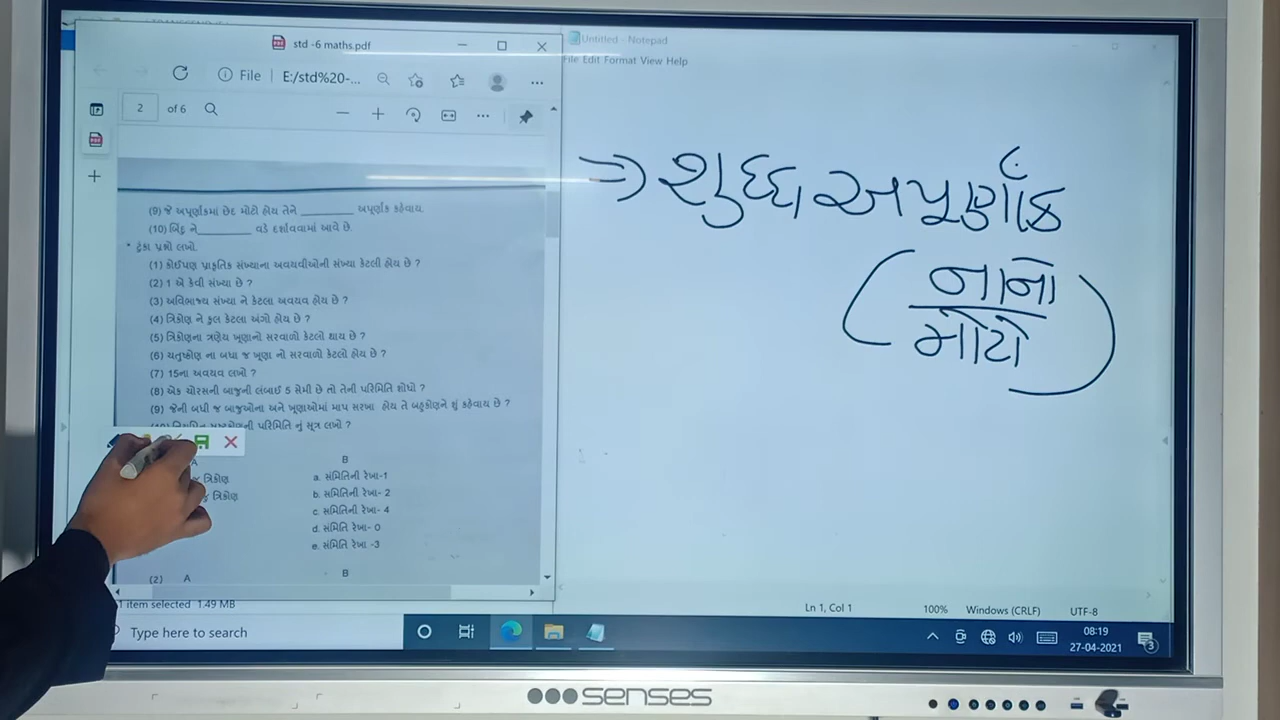 std -6 maths.pdf
File E:/std%20-...
2 of 6
(9) જે અપૂર્ણાંકમાં છેદ મોટો હોય તેને ________ અપૂર્ણાંક કહેવાય.
(10) બિંદુ ને________ વડે દર્શાવવામાં આવે છે.
* ટુંકા પ્રશ્નો લખો.
(1) કોઈપણ પ્રાકૃતિક સંખ્યાના અવયવીઓની સંખ્યા કેટલી હોય છે ?
(2) 1 એ કેવી સંખ્યા છે ?
(3) અવિભાજ્ય સંખ્યા ને કેટલા અવયવ હોય છે ?
(4) ત્રિકોણ ને કુલ કેટલા અંગો હોય છે ?
(5) ત્રિકોણના ત્રણેય ખૂણાનો સરવાળો કેટલો થાય છે ?
(6) ચતુષ્કોણ ના બધા જ ખૂણા નો સરવાળો કેટલો હોય છે ?
(7) 15ના અવયવ લખો ?
(8) એક ચોરસની બાજુની લંબાઈ 5 સેમી છે તો તેની પરિમિતિ શોધો ?
(9) જેની બધી જ બાજુઓના અને ખૂણાઓમાં માપ સરખા હોય તે બહુકોણને શું કહેવાય છે ?
પરિમિતિ નું સૂત્ર લખો ?
A B
ત્રિકોણ a. સંમિતિની રેખા-1
ત્રિકોણ b. સંમિતિની રેખા- 2
c. સંમિતિની રેખા- 4
d. સંમિતિ રેખા- 0
e. સંમિતિ રેખા -3
(2) A B
1 item selected 1.49 MB
Untitled - Notepad
File Edit Format View Help
⇒ શુદ્ધ અપૂર્ણાંક
(નાનો
મોટો)
Ln 1, Col 1 100% Windows (CRLF) UTF-8
Type here to search
08:19
27-04-2021
3
senses